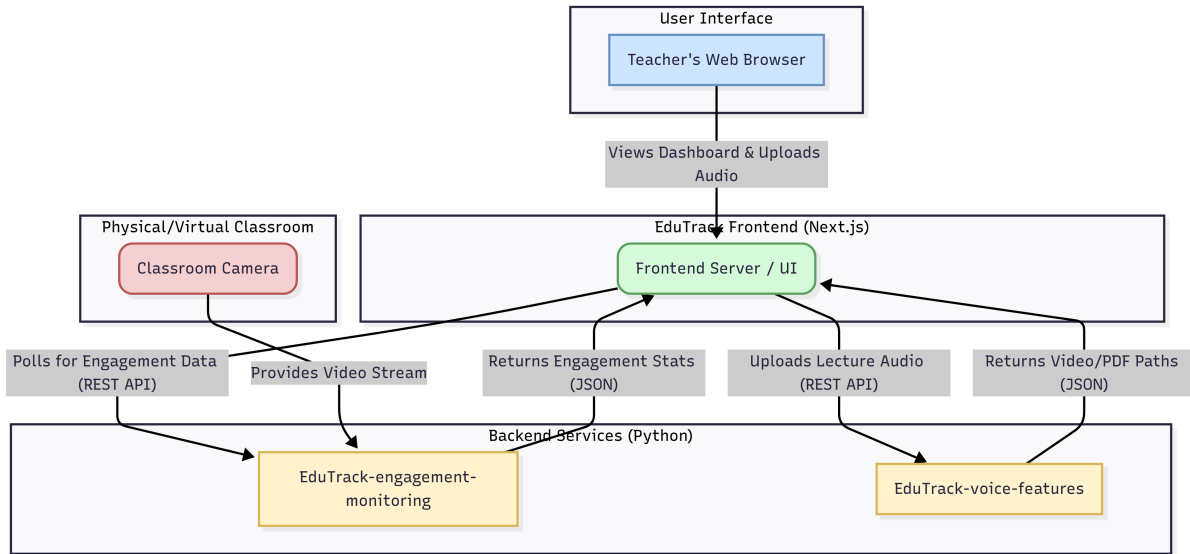 User Interface
Teacher's Web Browser
Views Dashboard & Uploads
Audio
Physical/Virtual Classroom
EduTrack Frontend (Next.js)
Classroom Camera
Frontend Server / UI
Polls for Engagement Data
(REST API)
Provides Video Stream
Returns Engagement Stats
(JSON)
Uploads Lecture Audio
(REST API)
Returns Video/PDF Paths
(JSON)
Backend Services (Python)
EduTrack-engagement-
monitoring
EduTrack-voice-features